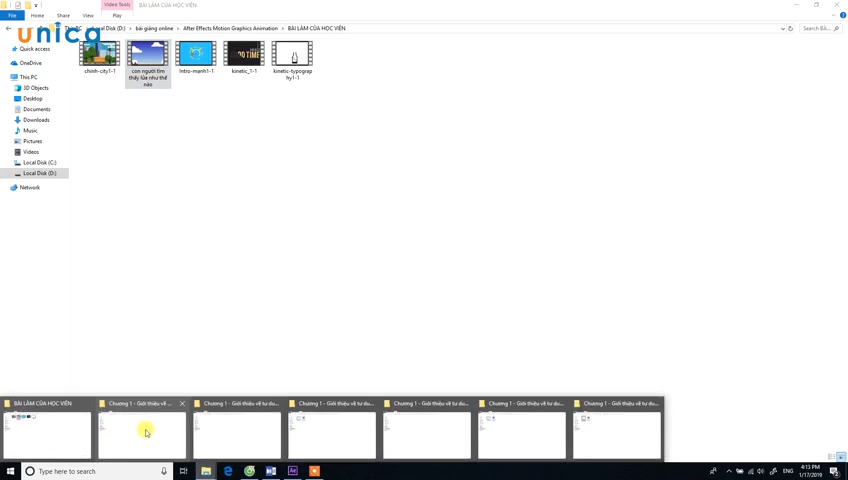 Video Tools
BÀI LÀM CỦA HỌC VIÊN
File
Home
Share
View
Play
unica
Local Disk (D:) › bài giảng online › After Effects Motion Graphics Animation › BÀI LÀM CỦA HỌC VIÊN
Search BÀI...
Quick access
OneDrive
This PC
3D Objects
Desktop
Documents
Downloads
Music
Pictures
Videos
Local Disk (C:)
Local Disk (D:)
Network
chinh-city1-1
con người tìm
thấy lửa như thế
nào
Intro-mạnh1-1
kinetic_1-1
kinetic-typograp
hy1-1
BÀI LÀM CỦA HỌC VIÊN
Chương 1 - Giới thiệu về ...
Chương 1 - Giới thiệu về tư du...
Chương 1 - Giới thiệu về tư du...
Chương 1 - Giới thiệu về tư du...
Chương 1 - Giới thiệu về tư du...
Chương 1 - Giới thiệu về tư du...
Type here to search
ENG
4:13 PM
1/17/2019